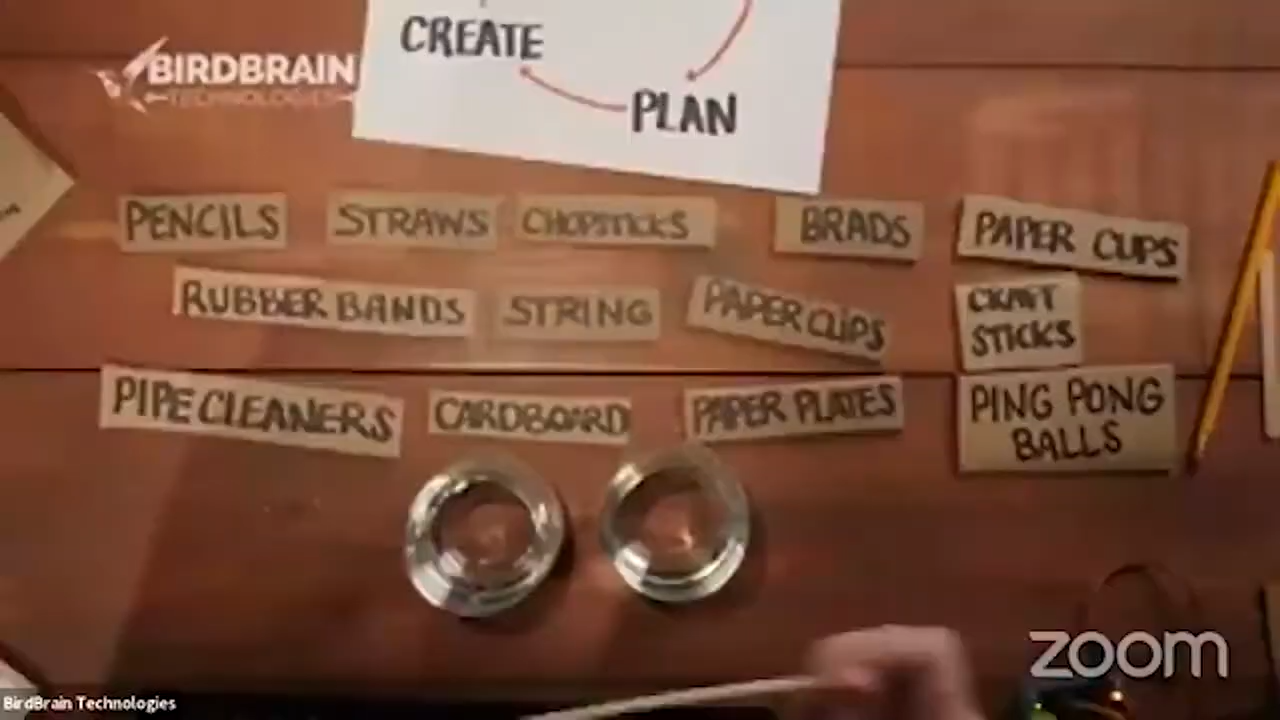 CREATE
PLAN
BIRDBRAIN
TECHNOLOGIES
PENCILS
STRAWS
CHOPSTICKS
BRADS
PAPER CUPS
RUBBER BANDS
STRING
PAPER CLIPS
CRAFT
STICKS
PIPE CLEANERS
CARDBOARD
PAPER PLATES
PING PONG
BALLS
zoom
BirdBrain Technologies